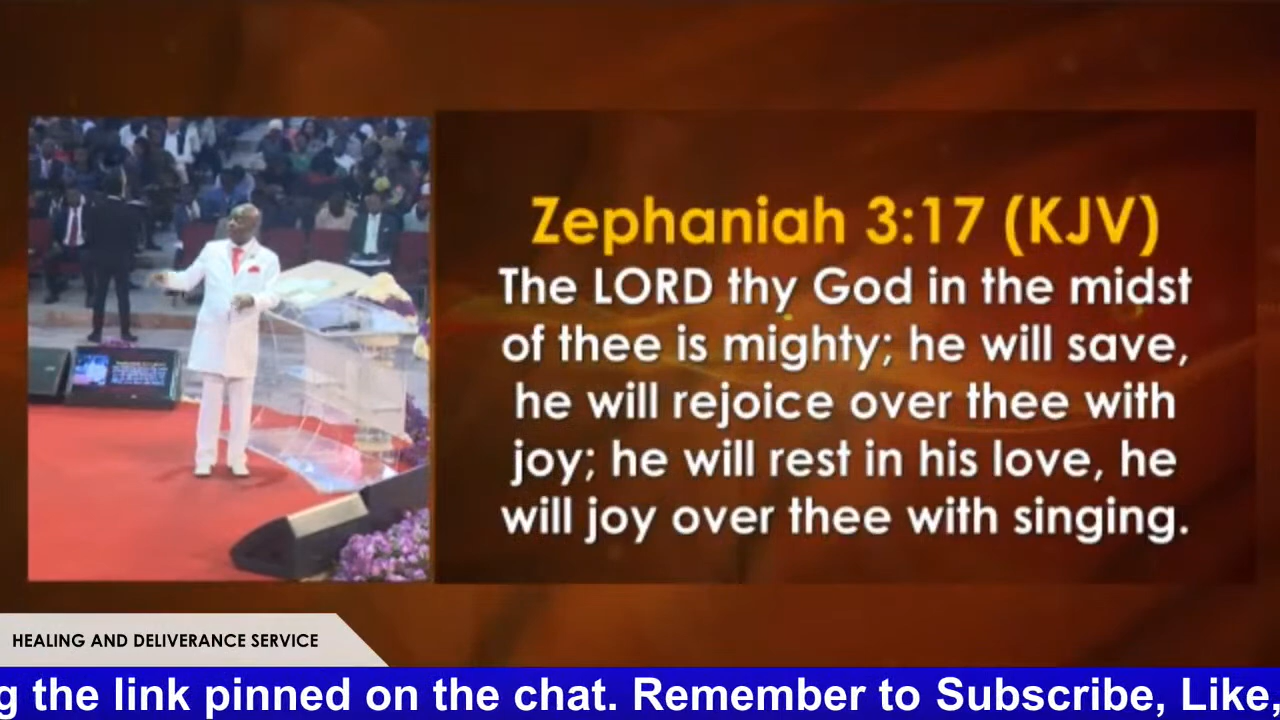 Zephaniah 3:17 (KJV)
The LORD thy God in the midst
of thee is mighty; he will save,
he will rejoice over thee with
joy; he will rest in his love, he
will joy over thee with singing.
HEALING AND DELIVERANCE SERVICE
g the link pinned on the chat. Remember to Subscribe, Like,